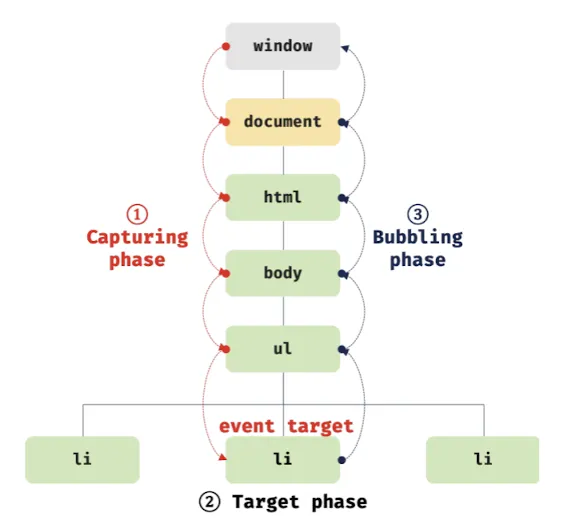 window
document
html
①
Capturing
phase
③
Bubbling
phase
body
ul
event target
li
li
li
② Target phase